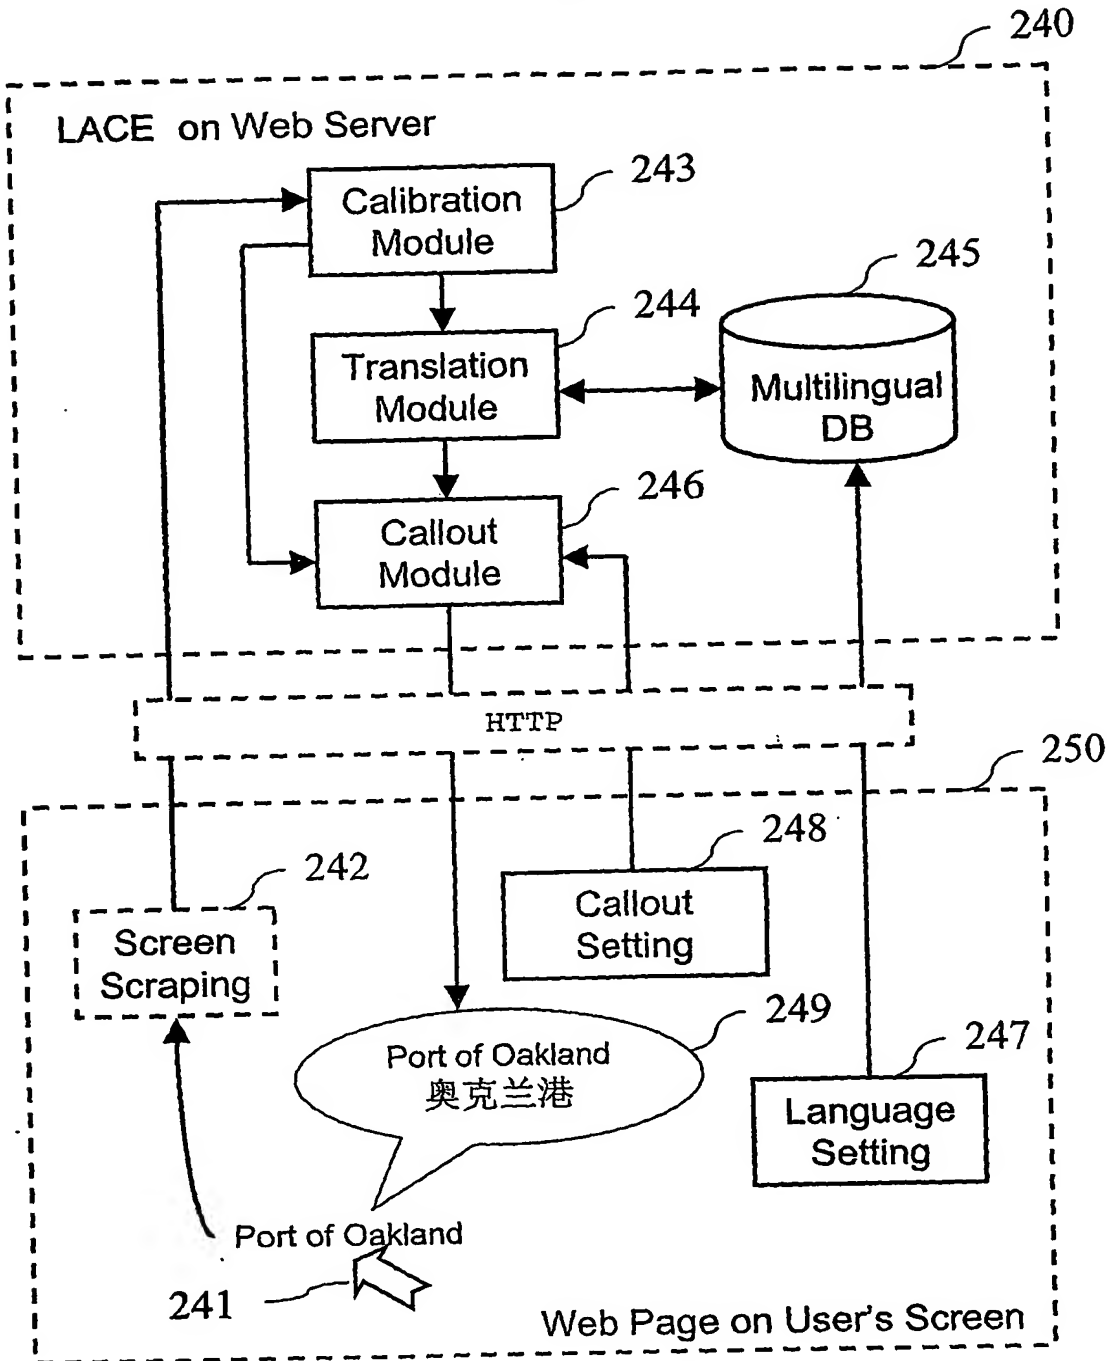 240
LACE on Web Server
243
Calibration
Module
245
244
Translation
Module
Multilingual
DB
246
Callout
Module
HTTP
250
248
242
Callout
Setting
Screen
Scraping
249
247
Port of Oakland
奥克兰港
Language
Setting
Port of Oakland
241
Web Page on User's Screen